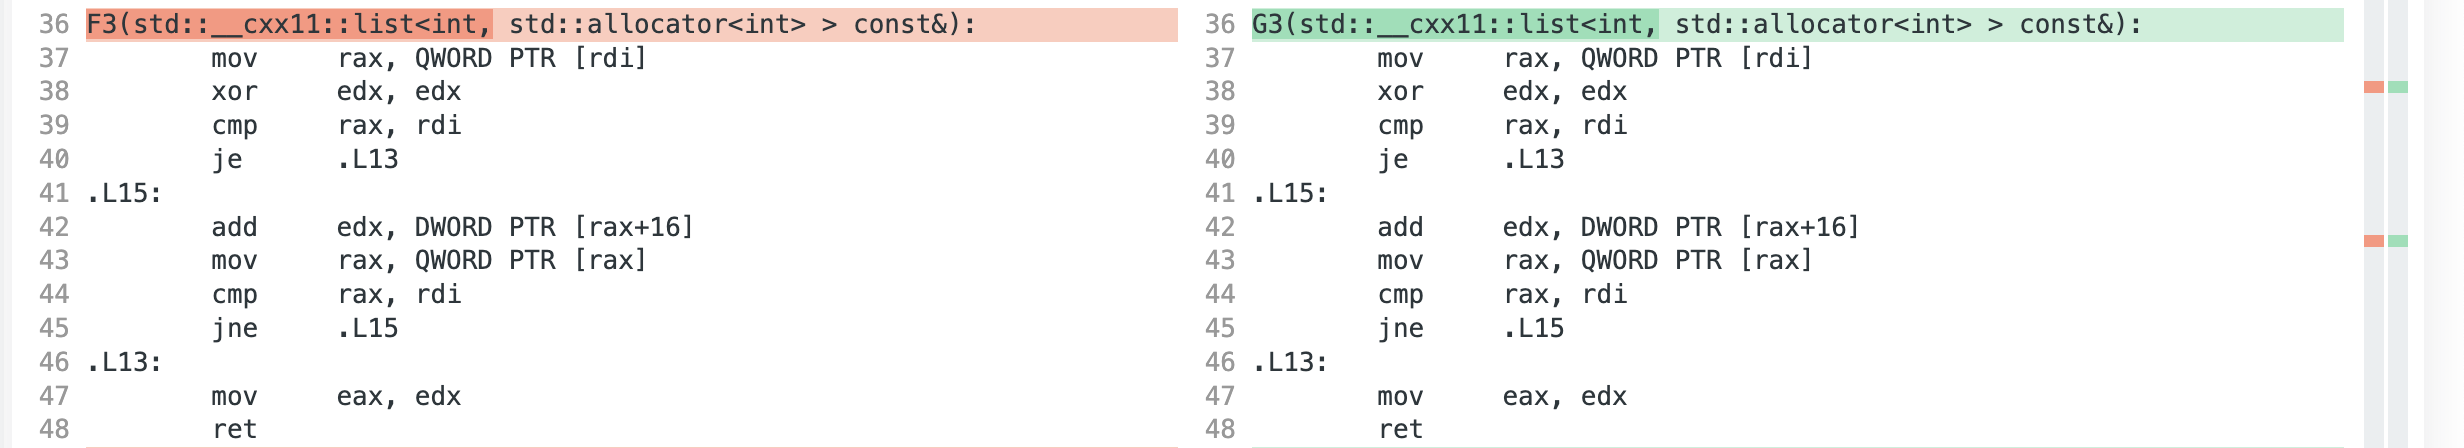 36 F3(std::__cxx11::list<int, std::allocator<int> > const&):
37         mov     rax, QWORD PTR [rdi]
38         xor     edx, edx
39         cmp     rax, rdi
40         je      .L13
41 .L15:
42         add     edx, DWORD PTR [rax+16]
43         mov     rax, QWORD PTR [rax]
44         cmp     rax, rdi
45         jne     .L15
46 .L13:
47         mov     eax, edx
48         ret
36 G3(std::__cxx11::list<int, std::allocator<int> > const&):
37         mov     rax, QWORD PTR [rdi]
38         xor     edx, edx
39         cmp     rax, rdi
40         je      .L13
41 .L15:
42         add     edx, DWORD PTR [rax+16]
43         mov     rax, QWORD PTR [rax]
44         cmp     rax, rdi
45         jne     .L15
46 .L13:
47         mov     eax, edx
48         ret